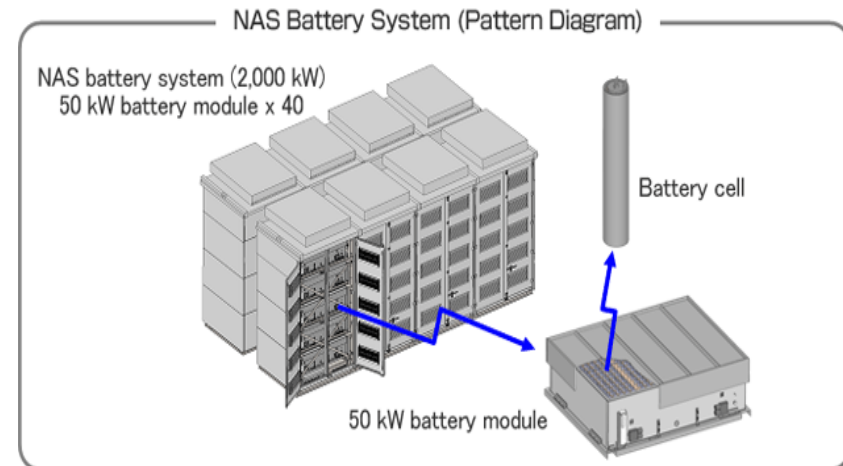 NAS Battery System (Pattern Diagram)
NAS battery system (2,000 kW)
50 kW battery module x 40
Battery cell
50 kW battery module